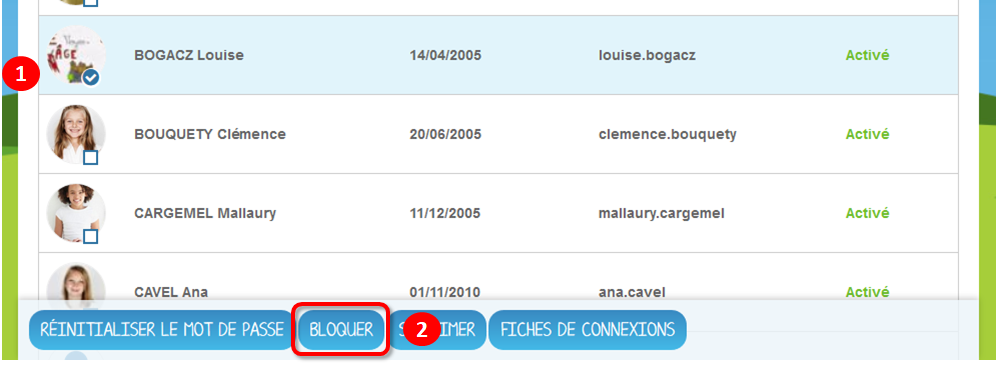 1
BOGACZ Louise 14/04/2005 louise.bogacz Activé
BOUQUETY Clémence 20/06/2005 clemence.bouquety Activé
CARGEMEL Mallaury 11/12/2005 mallaury.cargemel Activé
CAVEL Ana 01/11/2010 ana.cavel Activé
RÉINITIALISER LE MOT DE PASSE BLOQUER 2 FICHES DE CONNEXIONS